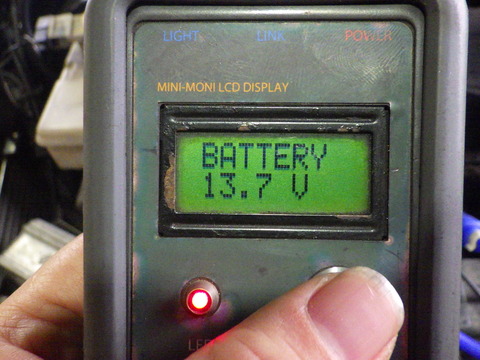 LIGHT LINK POWER
MINI-MONI LCD DISPLAY
BATTERY
13.7 V